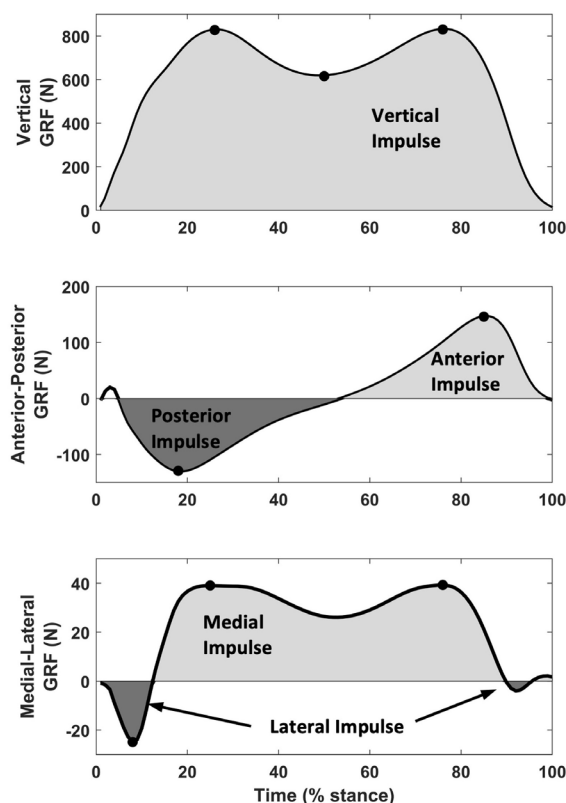 800
600
400
200
0
Vertical
GRF (N)
Vertical
Impulse
0 20 40 60 80 100
200
100
0
-100
Anterior-Posterior
GRF (N)
Posterior
Impulse
Anterior
Impulse
0 20 40 60 80 100
40
20
0
-20
Medial-Lateral
GRF (N)
Medial
Impulse
Lateral Impulse
0 20 40 60 80 100
Time (% stance)